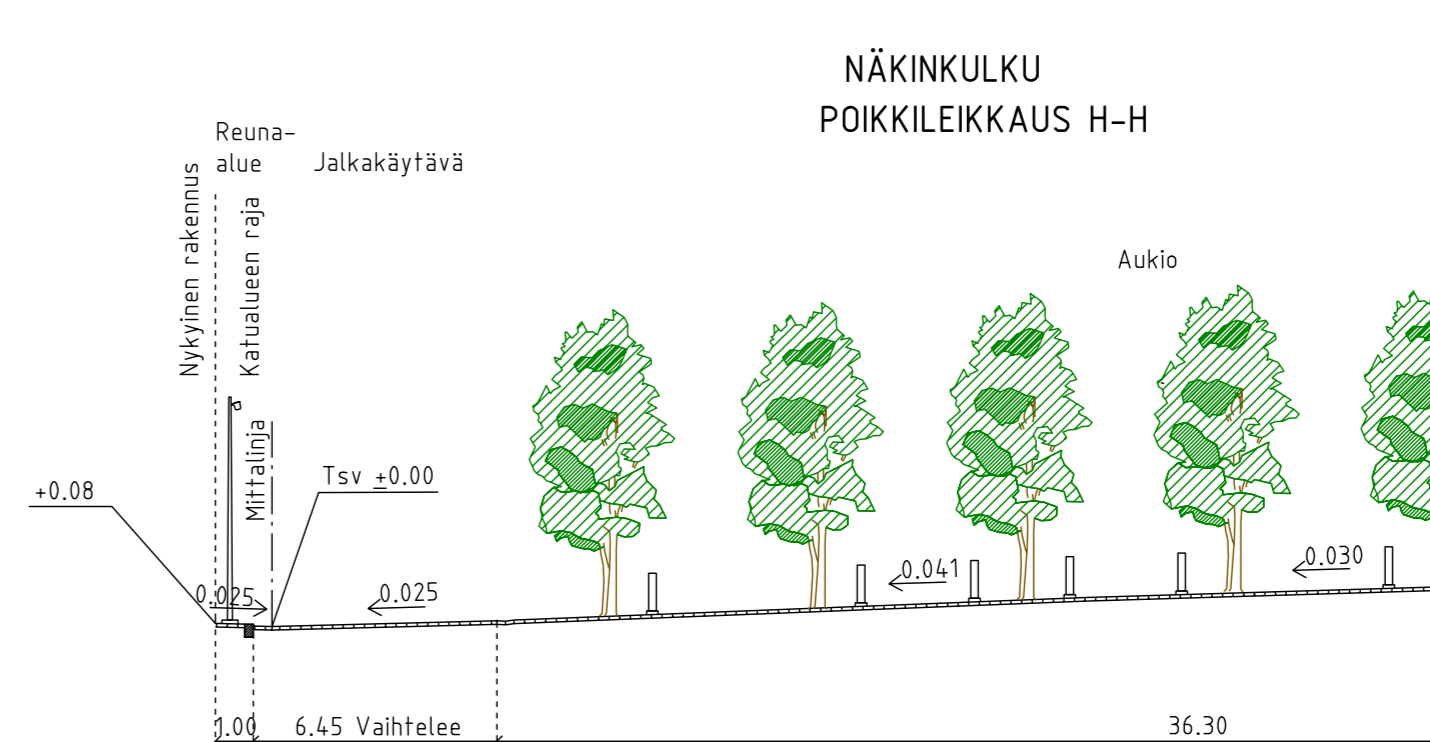 NÄKINKULKU
POIKKILEIKKAUS H-H
Reuna-
alue
Jalkakäytävä
Nykyinen rakennus
Katualueen raja
Aukio
Mittalinja
Tsv ±0.00
+0.08
0.025
0.025
0.041
0.030
1.00
6.45 Vaihtelee
36.30